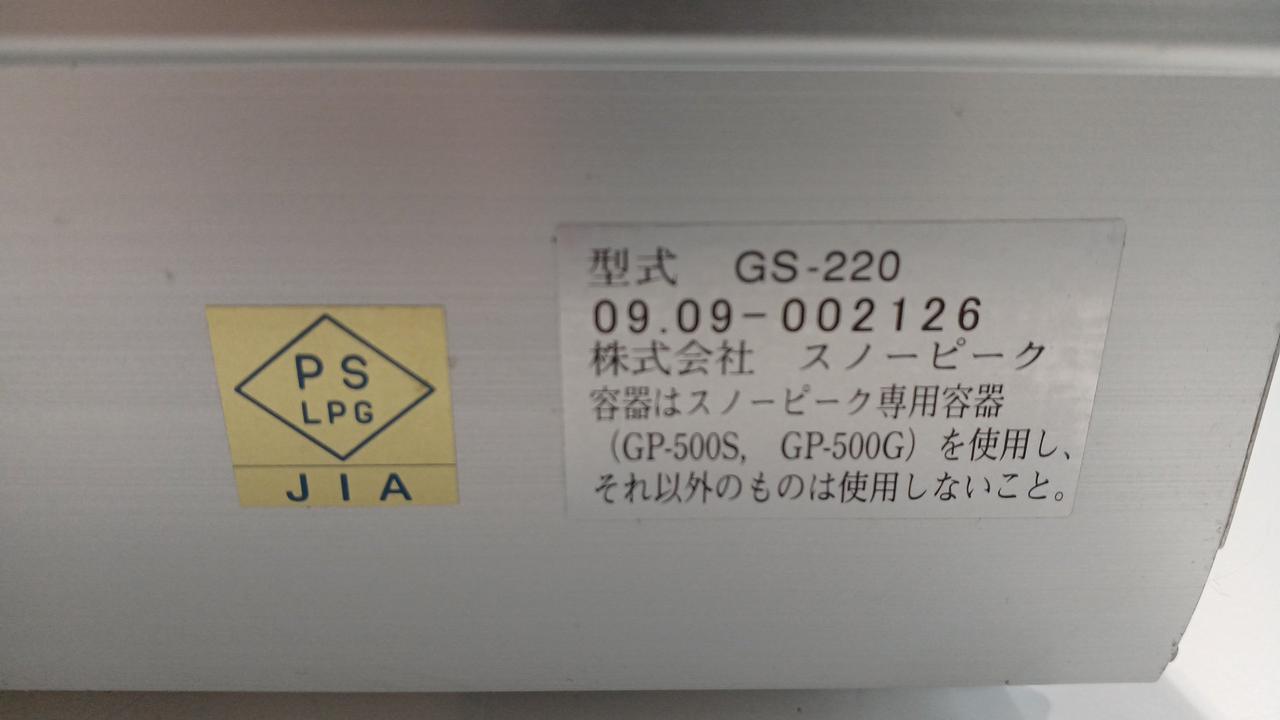 PS
LPG
JIA
型式 GS-220
09.09-002126
株式会社 スノーピーク
容器はスノーピーク専用容器
（GP-500S, GP-500G）を使用し、
それ以外のものは使用しないこと。